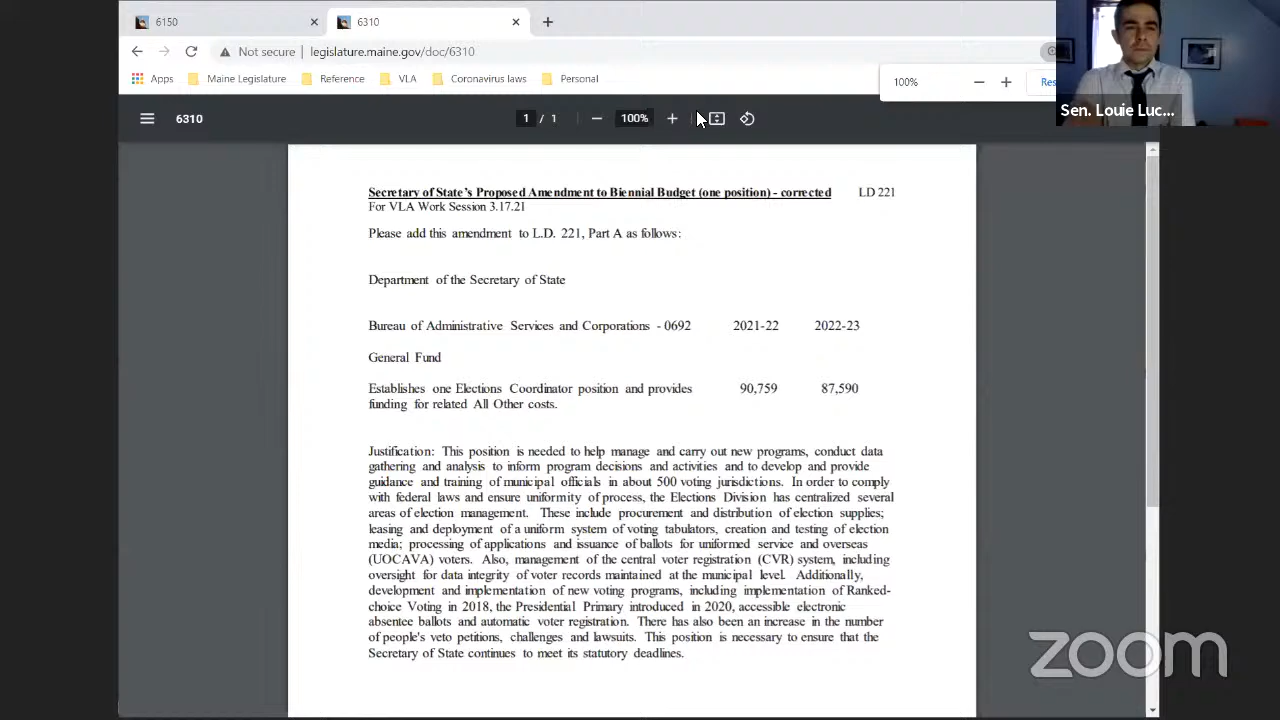 6150
6310
Not secure
legislature.maine.gov/doc/6310
Apps
Maine Legislature
Reference
VLA
Coronavirus laws
Personal
100%
Sen. Louie Luc...
6310
1 / 1
100%
Secretary of State's Proposed Amendment to Biennial Budget (one position) - corrected LD 221
For VLA Work Session 3.17.21
Please add this amendment to L.D. 221, Part A as follows:
Department of the Secretary of State
Bureau of Administrative Services and Corporations - 0692 2021-22 2022-23
General Fund
Establishes one Elections Coordinator position and provides 90,759 87,590
funding for related All Other costs.
Justification: This position is needed to help manage and carry out new programs, conduct data
gathering and analysis to inform program decisions and activities and to develop and provide
guidance and training of municipal officials in about 500 voting jurisdictions. In order to comply
with federal laws and ensure uniformity of process, the Elections Division has centralized several
areas of election management. These include procurement and distribution of election supplies;
leasing and deployment of a uniform system of voting tabulators, creation and testing of election
media; processing of applications and issuance of ballots for uniformed service and overseas
(UOCAVA) voters. Also, management of the central voter registration (CVR) system, including
oversight for data integrity of voter records maintained at the municipal level. Additionally,
development and implementation of new voting programs, including implementation of Ranked-
choice Voting in 2018, the Presidential Primary introduced in 2020, accessible electronic
absentee ballots and automatic voter registration. There has also been an increase in the number
of people's veto petitions, challenges and lawsuits. This position is necessary to ensure that the
Secretary of State continues to meet its statutory deadlines.
zoom